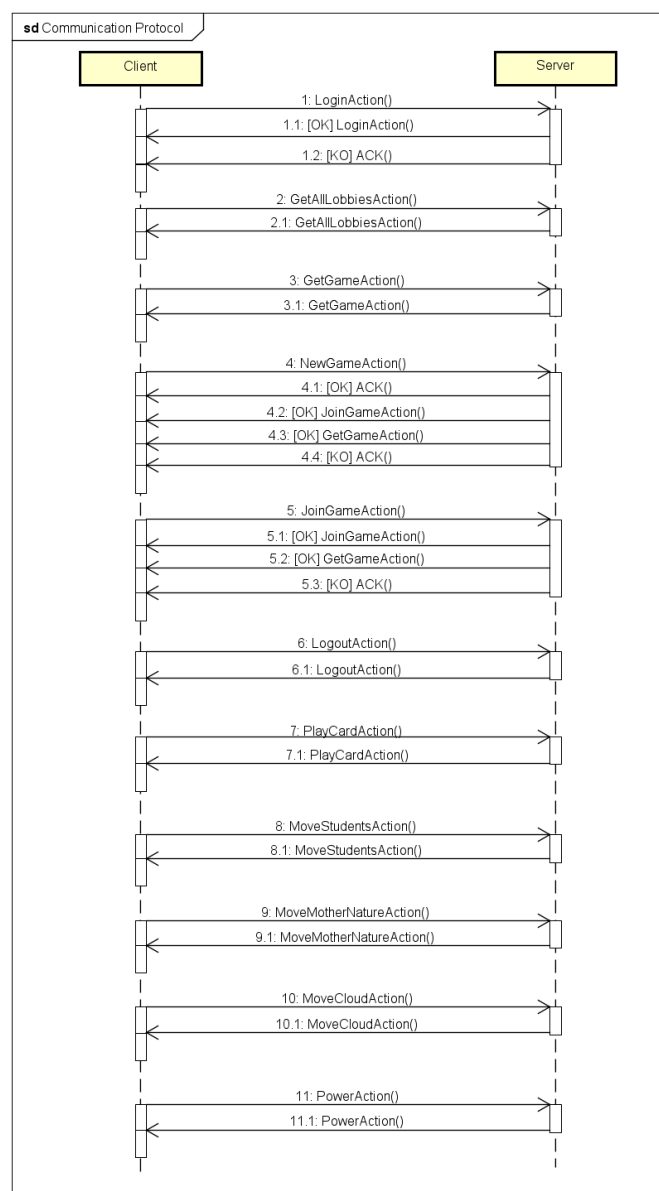 sd Communication Protocol
Client
Server
1: LoginAction()
1.1: [OK] LoginAction()
1.2: [KO] ACK()
2: GetAllLobbiesAction()
2.1: GetAllLobbiesAction()
3: GetGameAction()
3.1: GetGameAction()
4: NewGameAction()
4.1: [OK] ACK()
4.2: [OK] JoinGameAction()
4.3: [OK] GetGameAction()
4.4: [KO] ACK()
5: JoinGameAction()
5.1: [OK] JoinGameAction()
5.2: [OK] GetGameAction()
5.3: [KO] ACK()
6: LogoutAction()
6.1: LogoutAction()
7: PlayCardAction()
7.1: PlayCardAction()
8: MoveStudentsAction()
8.1: MoveStudentsAction()
9: MoveMotherNatureAction()
9.1: MoveMotherNatureAction()
10: MoveCloudAction()
10.1: MoveCloudAction()
11: PowerAction()
11.1: PowerAction()